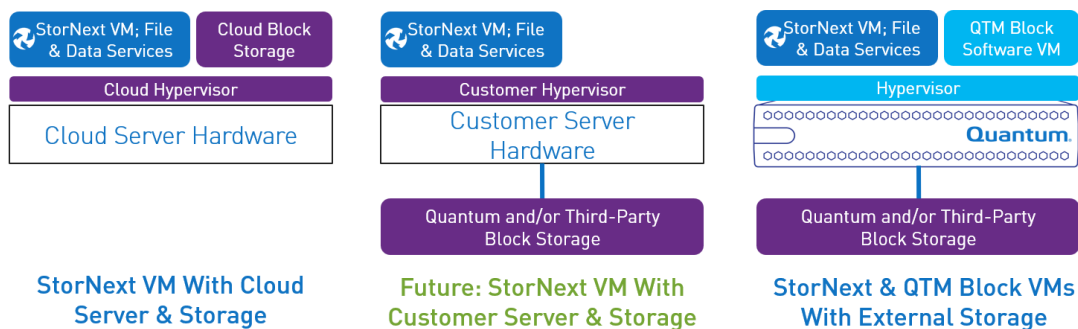 StorNext VM; File
& Data Services
Cloud Block
Storage
Cloud Hypervisor
Cloud Server Hardware
StorNext VM With Cloud
Server & Storage
StorNext VM; File
& Data Services
Customer Hypervisor
Customer Server
Hardware
Quantum and/or Third-Party
Block Storage
Future: StorNext VM With
Customer Server & Storage
StorNext VM; File
& Data Services
QTM Block
Software VM
Hypervisor
Quantum.
Quantum and/or Third-Party
Block Storage
StorNext & QTM Block VMs
With External Storage